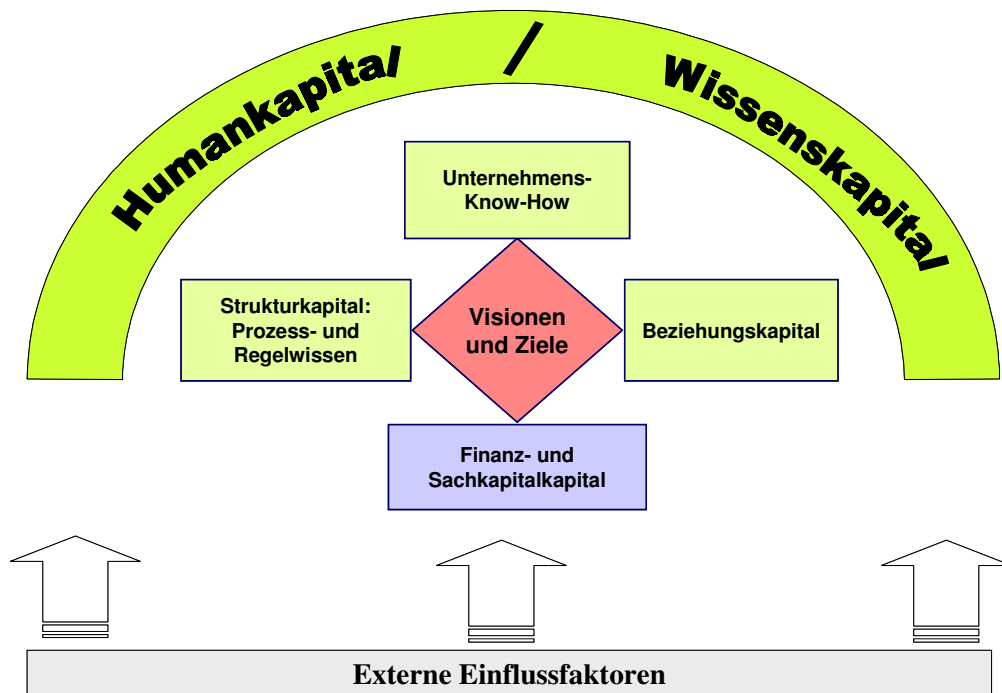 Humankapital / Wissenskapital
Unternehmens-
Know-How
Strukturkapital:
Prozess- und
Regelwissen
Visionen
und Ziele
Beziehungskapital
Finanz- und
Sachkapitalkapital
Externe Einflussfaktoren